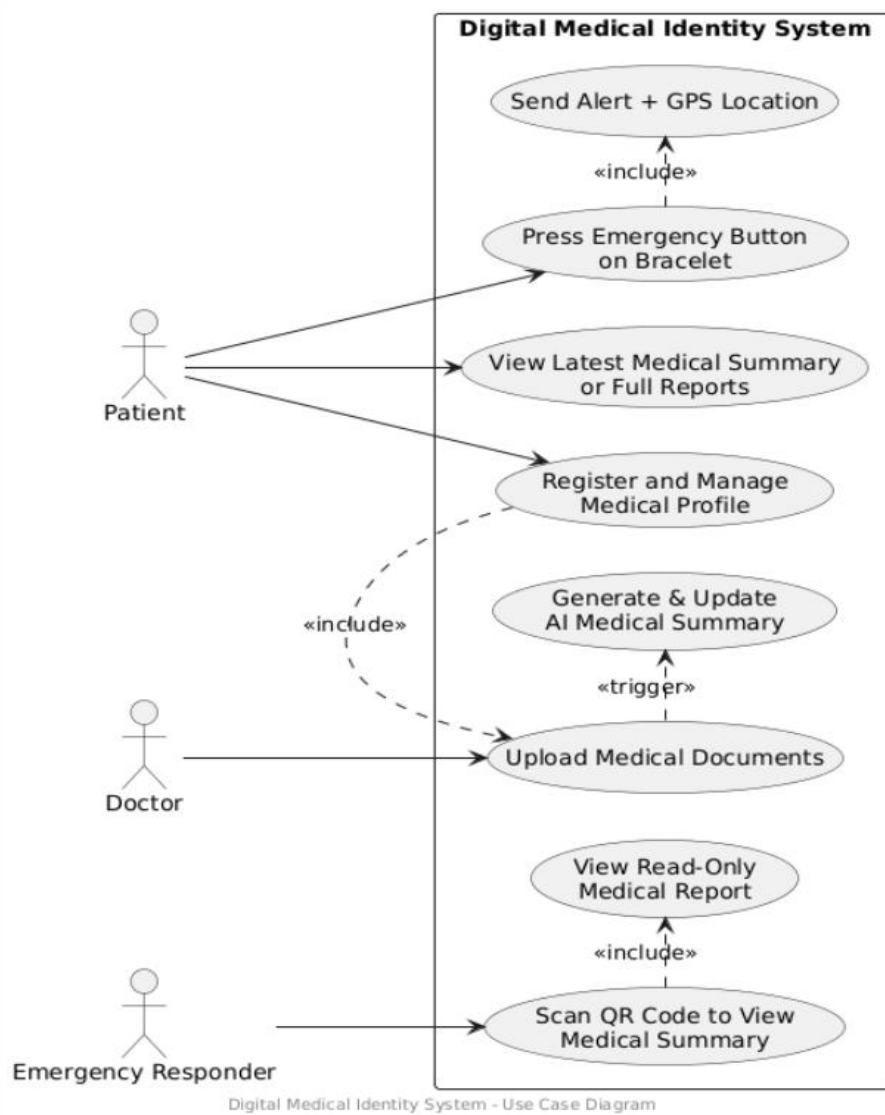 Digital Medical Identity System
Send Alert + GPS Location
«include»
Press Emergency Button
on Bracelet
View Latest Medical Summary
or Full Reports
Patient
Register and Manage
Medical Profile
Generate & Update
AI Medical Summary
«include»
«trigger»
Upload Medical Documents
Doctor
View Read-Only
Medical Report
«include»
Scan QR Code to View
Medical Summary
Emergency Responder
Digital Medical Identity System - Use Case Diagram